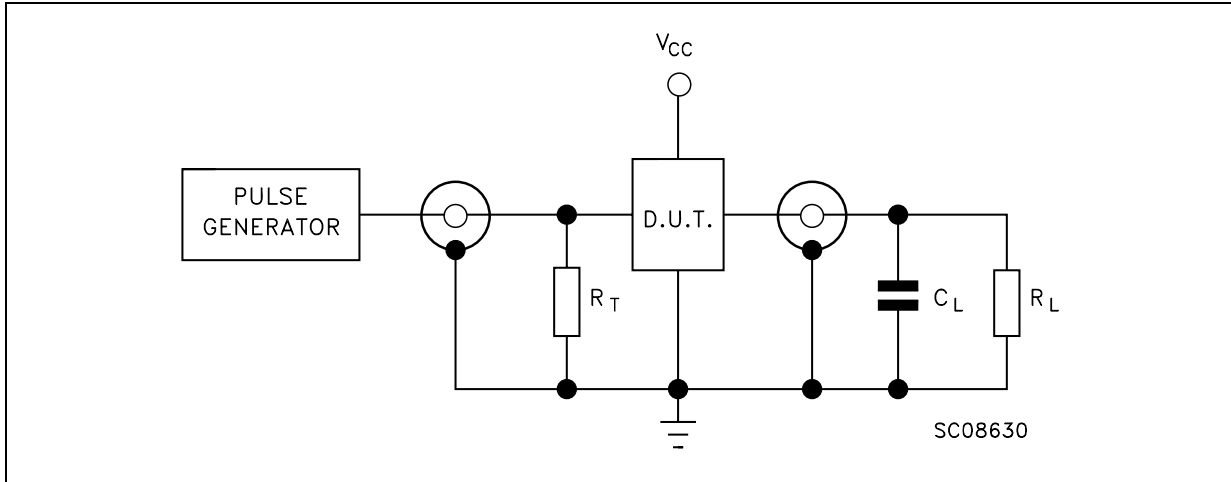 VCC
PULSE
GENERATOR
D.U.T.
RT
CL
RL
SC08630